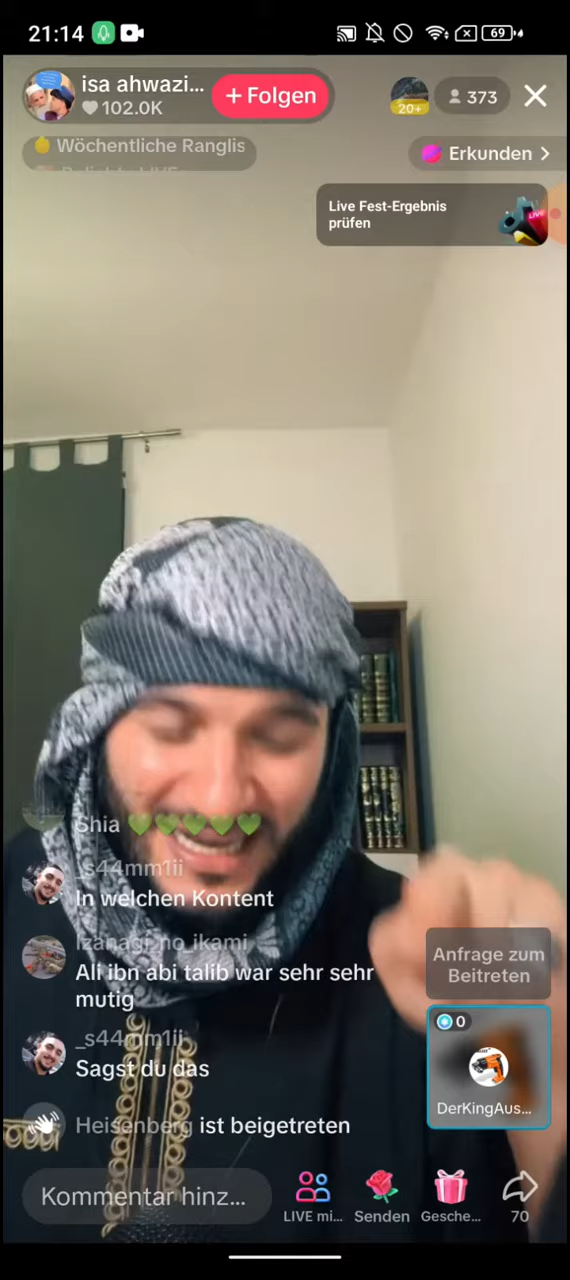 21:14
69
isa ahwazi...
102.0K
+ Folgen
20+
373
Wöchentliche Ranglis
Erkunden >
Live Fest-Ergebnis
prüfen
LIVE
Shia 💚💚💚💚💚
_s44mm1ii
In welchen Kontent
Izanagi_no_ikami
Ali ibn abi talib war sehr sehr
mutig
_s44mm1ii
Sagst du das
Heisenberg ist beigetreten
Anfrage zum
Beitreten
0
DerKingAus...
Kommentar hinz...
LIVE mi...
Senden
Gesche...
70